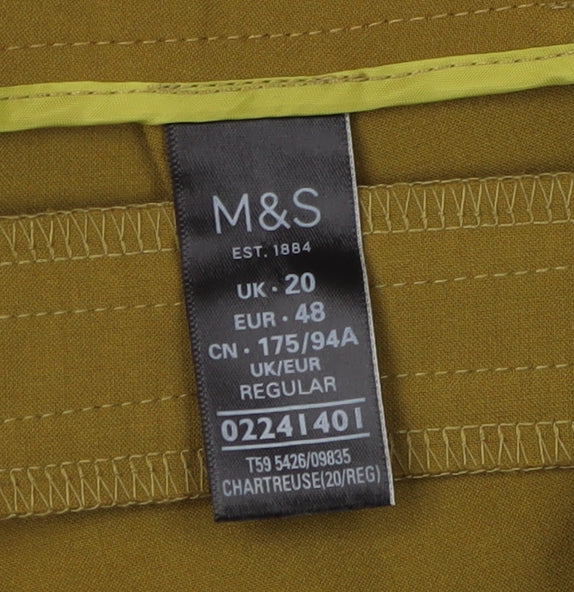 M&S
EST. 1884
UK · 20
EUR · 48
CN · 175/94A
UK/EUR
REGULAR
02241401
T59 5426/09835
CHARTREUSE(20/REG)